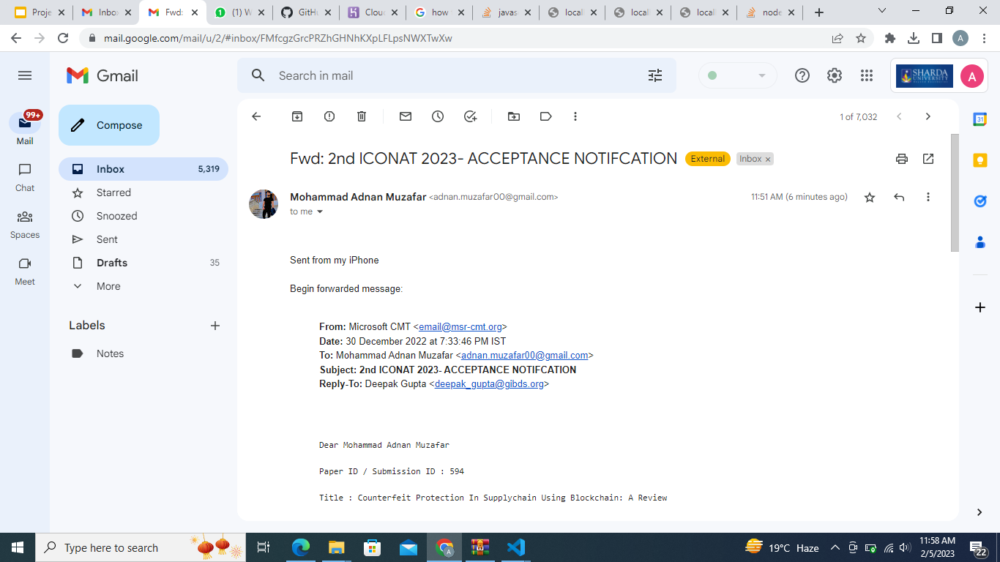 Proje
Inbox
Fwd:
(1) W
GitHu
Cloud
how
javas
locall
locall
locall
node
mail.google.com/mail/u/2/#inbox/FMfcgzGrcPRZhGHNhKXpLFLpsNWXTwXw
A
Gmail
Search in mail
SHARDA
UNIVERSITY
A
99+
Mail
Chat
Spaces
Meet
Compose
Inbox 5,319
Starred
Snoozed
Sent
Drafts 35
More
Labels
Notes
1 of 7,032
31
Fwd: 2nd ICONAT 2023- ACCEPTANCE NOTIFCATION External Inbox
Mohammad Adnan Muzafar <adnan.muzafar00@gmail.com> 11:51 AM (6 minutes ago)
to me
Sent from my iPhone
Begin forwarded message:
From: Microsoft CMT <email@msr-cmt.org>
Date: 30 December 2022 at 7:33:46 PM IST
To: Mohammad Adnan Muzafar <adnan.muzafar00@gmail.com>
Subject: 2nd ICONAT 2023- ACCEPTANCE NOTIFCATION
Reply-To: Deepak Gupta <deepak_gupta@gibds.org>
Dear Mohammad Adnan Muzafar
Paper ID / Submission ID : 594
Title : Counterfeit Protection In Supplychain Using Blockchain: A Review
Type here to search
19°C Haze
11:58 AM
2/5/2023
22